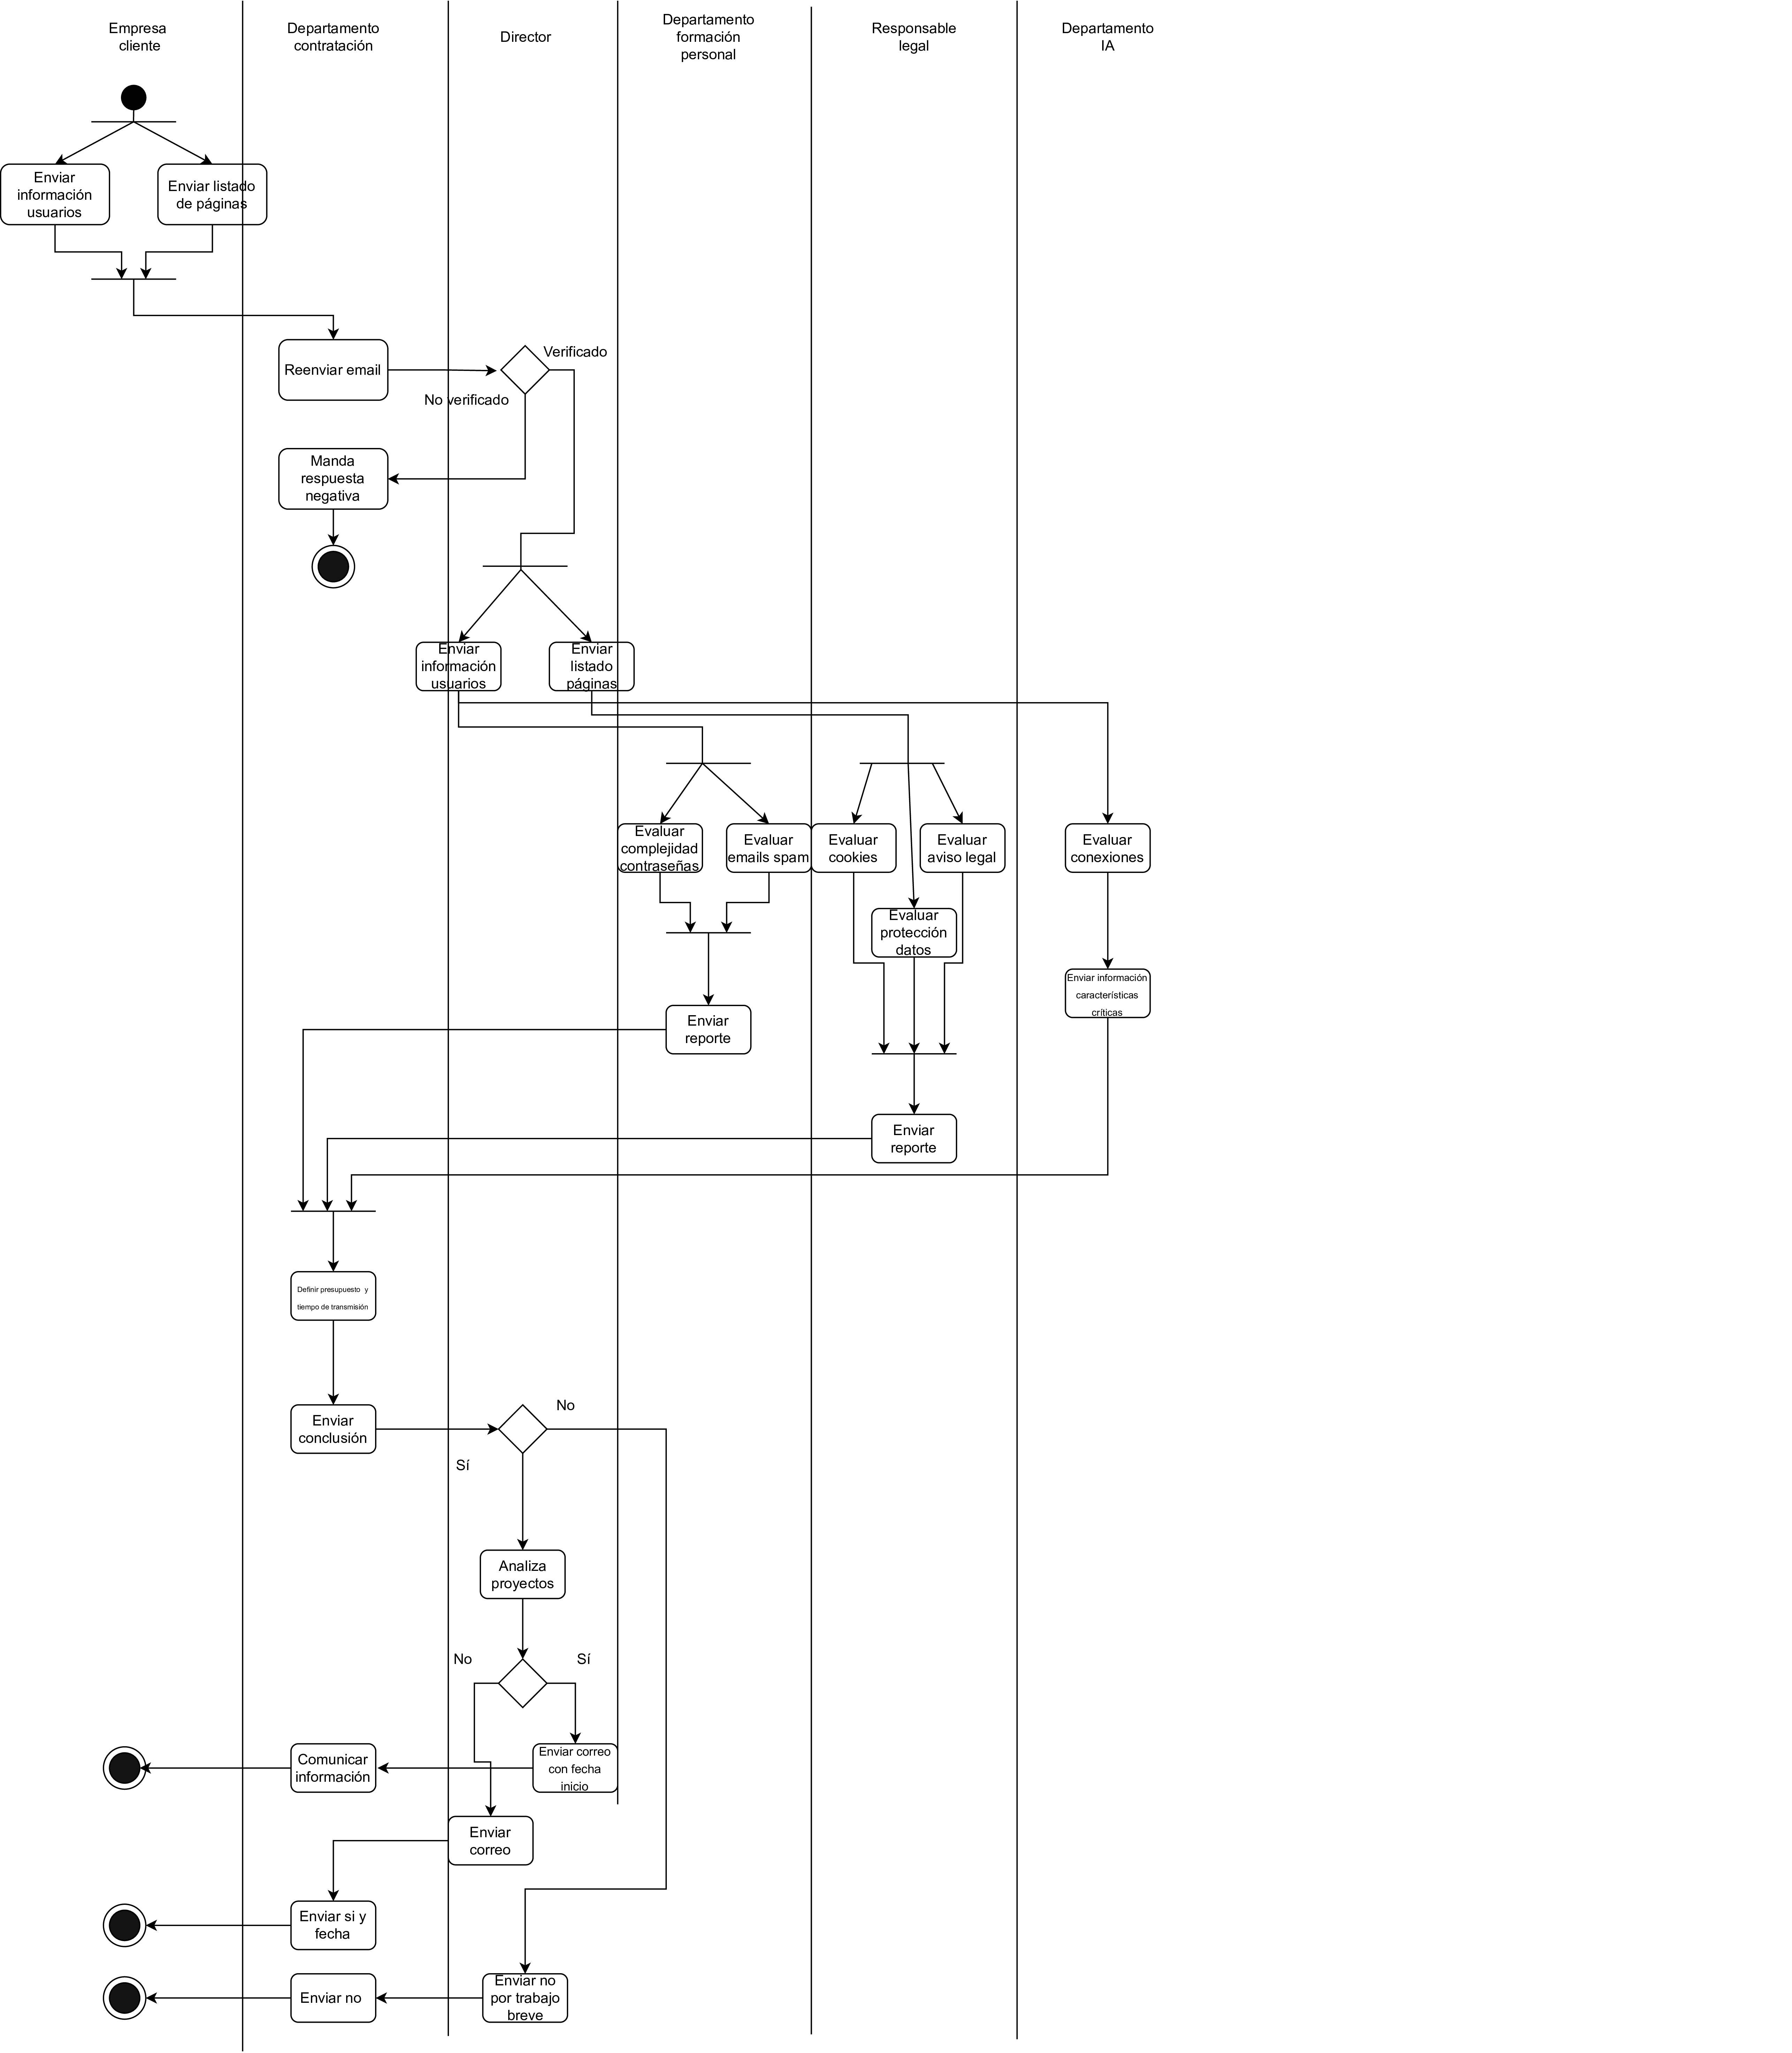 Empresa
cliente
Departamento
contratación
Director
Departamento
formación
personal
Responsable
legal
Departamento
IA
Enviar
información
usuarios
Enviar listado
de páginas
Reenviar email
Verificado
No verificado
Manda
respuesta
negativa
Enviar
información
usuarios
Enviar
listado
páginas
Evaluar
complejidad
contraseñas
Evaluar
emails spam
Evaluar
cookies
Evaluar
aviso legal
Evaluar
conexiones
Evaluar
protección
datos
Enviar información
características
críticas
Enviar
reporte
Enviar
reporte
Definir presupuesto y
tiempo de transmisión
Enviar
conclusión
No
Sí
Analiza
proyectos
No
Sí
Comunicar
información
Enviar correo
con fecha
inicio
Enviar
correo
Enviar si y
fecha
Enviar no
Enviar no
por trabajo
breve